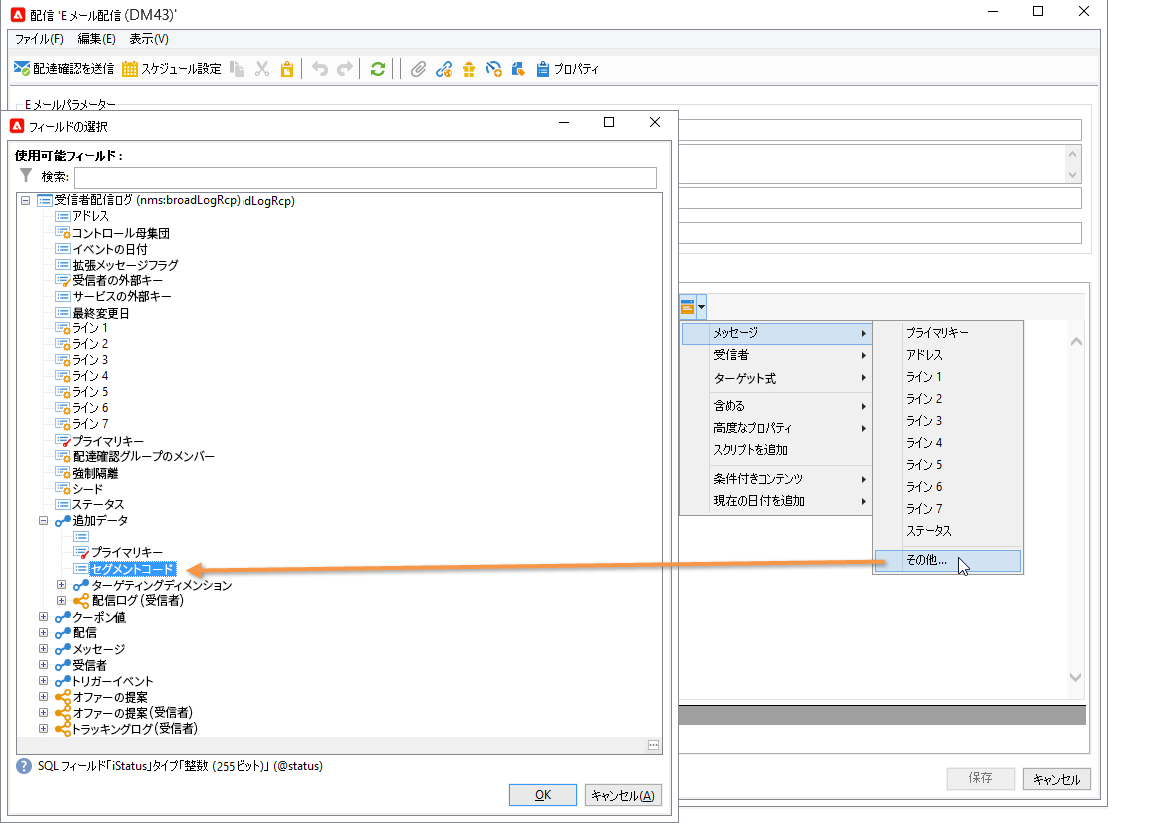 配信 'Eメール配信 (DM43)'
ファイル(F) 編集(E) 表示(V)
配達確認を送信 スケジュール設定 プロパティ
Eメールパラメーター
フィールドの選択
使用可能フィールド :
検索:
受信者配信ログ (nms:broadLogRcp) dLogRcp)
アドレス
コントロール母集団
イベントの日付
拡張メッセージフラグ
受信者の外部キー
サービスの外部キー
最終変更日
ライン 1
ライン 2
ライン 3
ライン 4
ライン 5
ライン 6
ライン 7
プライマリキー
配達確認グループのメンバー
強制隔離
シード
ステータス
追加データ
プライマリキー
セグメントコード
ターゲティングディメンション
配信ログ (受信者)
クーポン値
配信
メッセージ
受信者
トリガーイベント
オファーの提案
オファーの提案 (受信者)
トラッキングログ (受信者)
SQL フィールド「iStatus」タイプ「整数 (255ビット)」 (@status)
OK キャンセル(A)
メッセージ
受信者
ターゲット式
含める
高度なプロパティ
スクリプトを追加
条件付きコンテンツ
現在の日付を追加
プライマリキー
アドレス
ライン 1
ライン 2
ライン 3
ライン 4
ライン 5
ライン 6
ライン 7
ステータス
その他...
保存 キャンセル